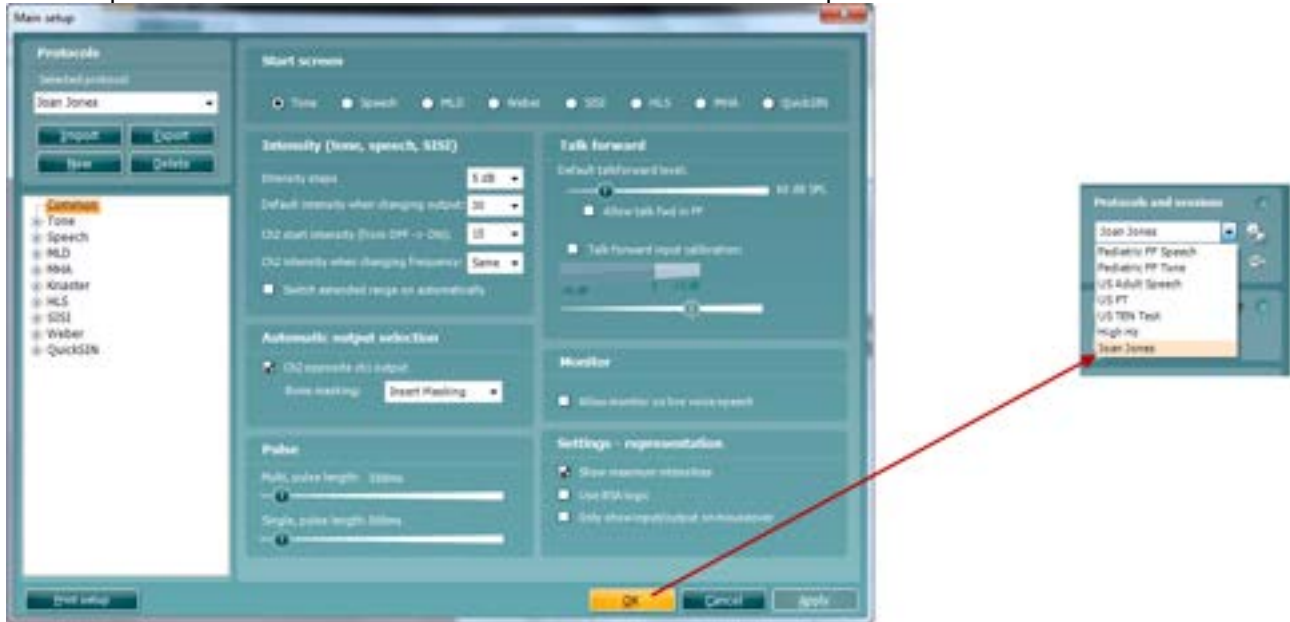 Main setup
Protocols
Selected protocol
Joan Jones
Import
Export
New
Delete
Common
Tone
Speech
MLD
MHA
Knaster
HLS
SISI
Weber
QuickSIN
Print setup
Start screen
Tone Speech MLD Weber SISI HLS MHA QuickSIN
Intensity (tone, speech, SISI)
Intensity steps 5 dB
Default intensity when changing output: 30
Ch2 start intensity (from OFF -> ON): 15
Ch2 intensity when changing frequency: Same
Switch extended range on automatically
Automatic output selection
Ch2 opposite ch1 output
Bone masking: Insert Masking
Pulse
Multi, pulse length:
Single, pulse length
Talk forward
Default talkforward level:
Allow talk fwd in FF
Talk forward input calibration:
Monitor
Allow monitor on live voice speech
Settings - representation
Show maximum intensities
Use BSA logic
Only show input/output on mouseover
OK
Cancel
Apply
Protocols and sessions
Joan Jones
Pediatric FF Speech
Pediatric FF Tone
US Adult Speech
US PT
US TEN Test
High Hz
Joan Jones